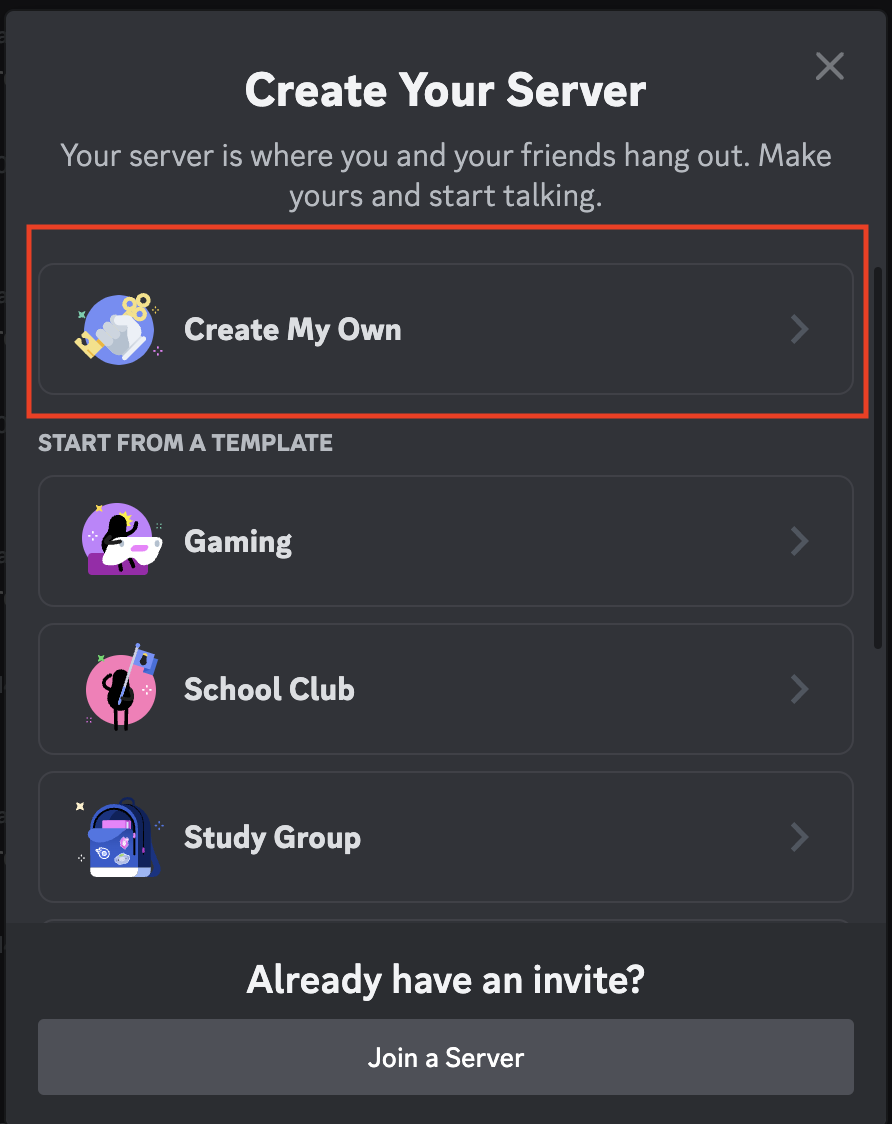 Create Your Server
Your server is where you and your friends hang out. Make
yours and start talking.
Create My Own
START FROM A TEMPLATE
Gaming
School Club
Study Group
Already have an invite?
Join a Server